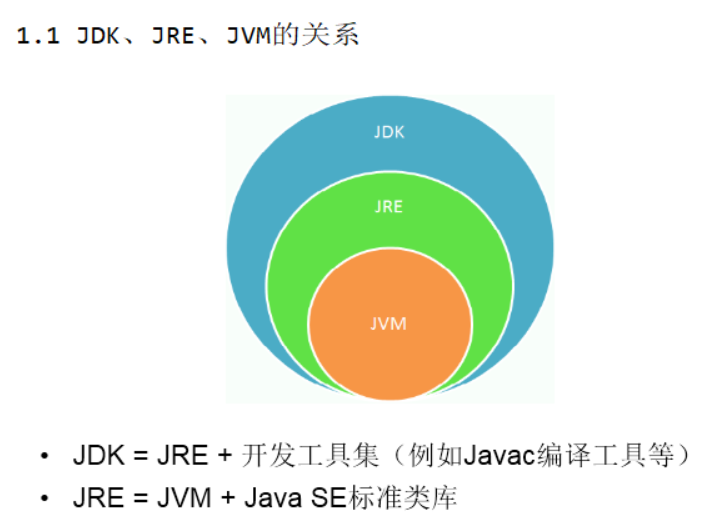 1.1 JDK、JRE、JVM的关系
JDK
JRE
JVM
• JDK = JRE + 开发工具集（例如Javac编译工具等）
• JRE = JVM + Java SE标准类库